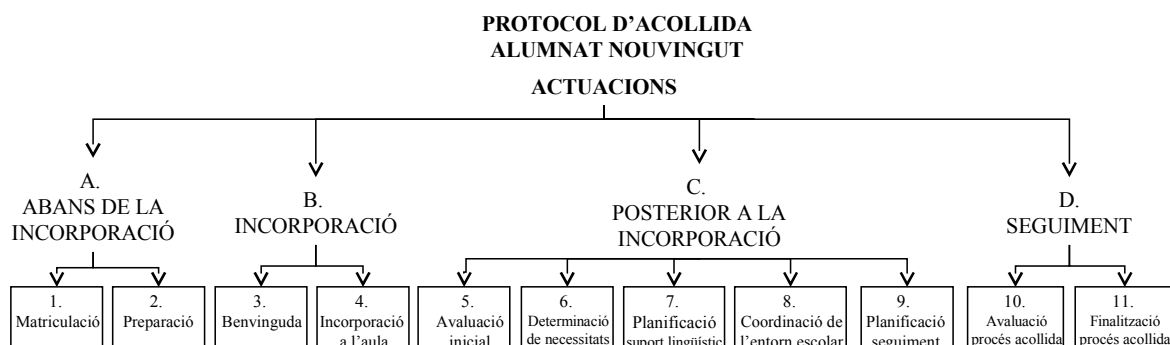 PROTOCOL D'ACOLLIDA
ALUMNAT NOUVINGUT
ACTUACIONS
A.
ABANS DE LA
INCORPORACIÓ
B.
INCORPORACIÓ
C.
POSTERIOR A LA
INCORPORACIÓ
D.
SEGUIMENT
1.
Matriculació
2.
Preparació
3.
Benvinguda
4.
Incorporació
a l'aula
5.
Avaluació
inicial
6.
Determinació
de necessitats
7.
Planificació
suport lingüístic
8.
Coordinació de
l'entorn escolar
9.
Planificació
seguiment
10.
Avaluació
procés acollida
11.
Finalització
procés acollida